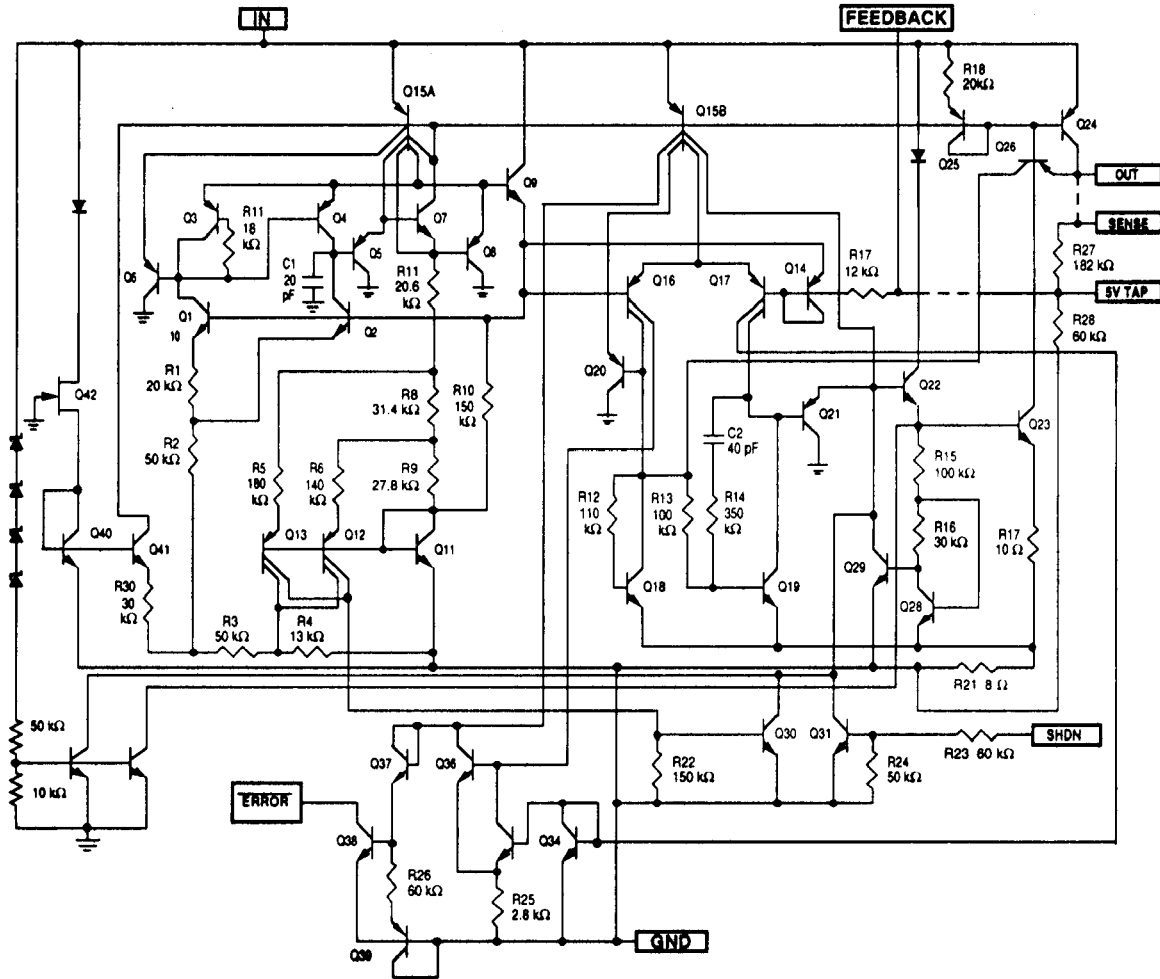 IN
FEEDBACK
R18
20kΩ
Q15A
Q15B
Q24
Q25
Q26
OUT
Q9
SENSE
Q3
R11
18
kΩ
Q4
Q7
Q5
Q8
C1
20
pF
Q6
R11
20.6
kΩ
Q16
Q17
Q14
R17
12 kΩ
R27
182 kΩ
5V TAP
R28
60 kΩ
Q1
10
Q2
R1
20 kΩ
R10
150
kΩ
Q20
Q22
Q42
R8
31.4 kΩ
Q21
Q23
C2
40 pF
R2
50 kΩ
R5
180
kΩ
R6
140
kΩ
R9
27.8 kΩ
R15
100 kΩ
R12
110
kΩ
R13
100
kΩ
R14
350
kΩ
R16
30 kΩ
R17
10 Ω
Q40
Q41
Q13
Q12
Q11
Q29
R30
30
kΩ
Q18
Q19
Q28
R3
50 kΩ
R4
13 kΩ
R21 8 Ω
50 kΩ
Q30
Q31
SHDN
R23 60 kΩ
Q37
Q36
R22
150 kΩ
R24
50 kΩ
10 kΩ
ERROR
Q38
Q34
R26
60 kΩ
R25
2.8 kΩ
Q39
GND